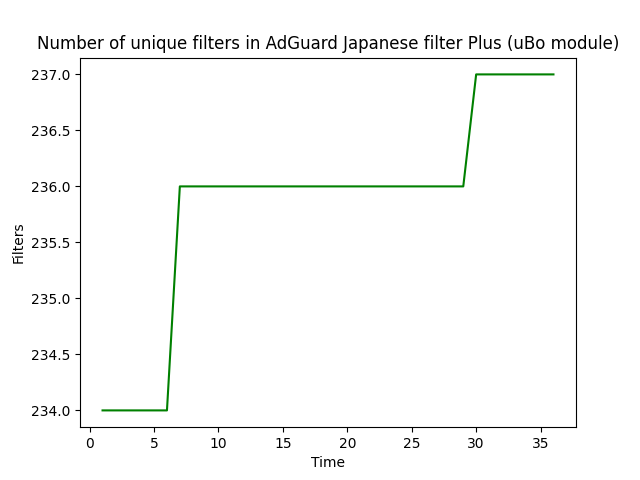 Number of unique filters in AdGuard Japanese filter Plus (uBo module)
237.0
236.5
236.0
235.5
235.0
234.5
234.0
Filters
0 5 10 15 20 25 30 35
Time